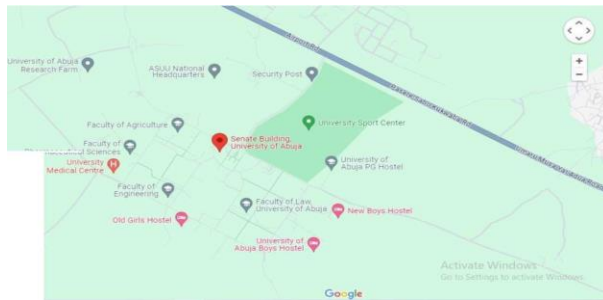 Airport Rd
University of Abuja
Research Farm
ASUU National
Headquarters
Security Post
University Sport Center
Faculty of Agriculture
Senate Building,
University of Abuja
Faculty of
Sciences
University
Medical Centre
University of
Abuja PG Hostel
Faculty of
Engineering
Faculty of Law,
University of Abuja
Old Girls Hostel
New Boys Hostel
University of
Abuja Boys Hostel
Activate Windows
Go to Settings to activate Windows.
Google